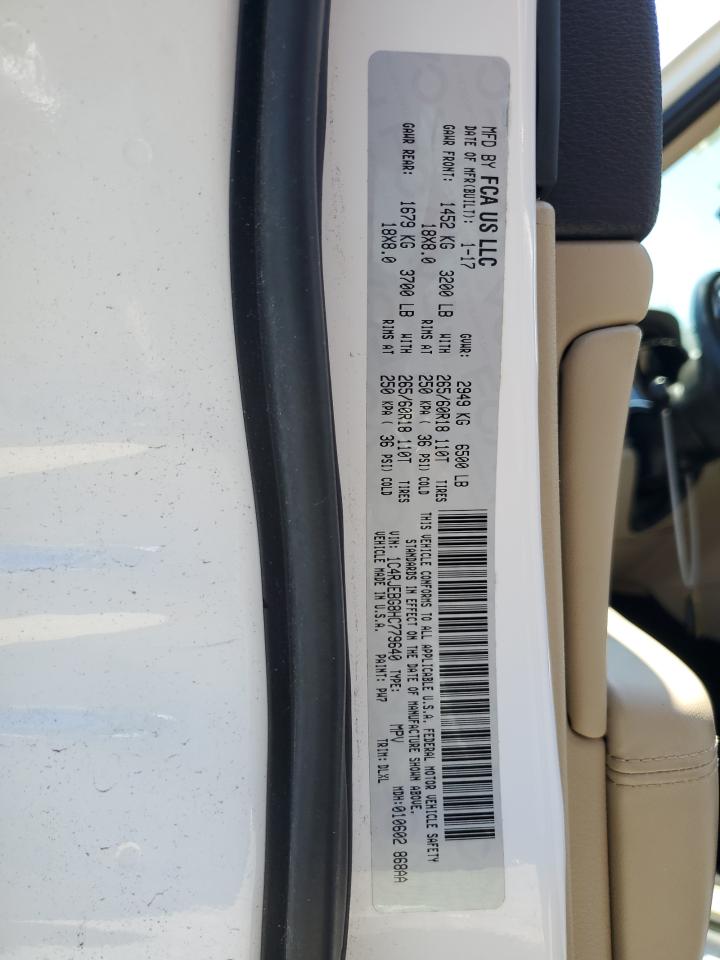 MFD BY FCA US LLC
DATE OF MFR(BUILT): 1-17 GVWR: 2949 KG 6500 LB
GAWR FRONT: 1452 KG 3200 LB WITH 265/60R18 110T TIRES
18X8.0 RIMS AT 250 KPA ( 36 PSI) COLD
GAWR REAR: 1679 KG 3700 LB WITH 265/60R18 110T TIRES
18X8.0 RIMS AT 250 KPA ( 36 PSI) COLD
THIS VEHICLE CONFORMS TO ALL APPLICABLE U.S.A. FEDERAL MOTOR VEHICLE SAFETY
STANDARDS IN EFFECT ON THE DATE OF MANUFACTURE SHOWN ABOVE.
VIN: 1C4RJEBG8HC779640 TYPE: MPV MDH:010602 868AA
VEHICLE MADE IN U.S.A. PAINT: PW7 TRIM:DLXL